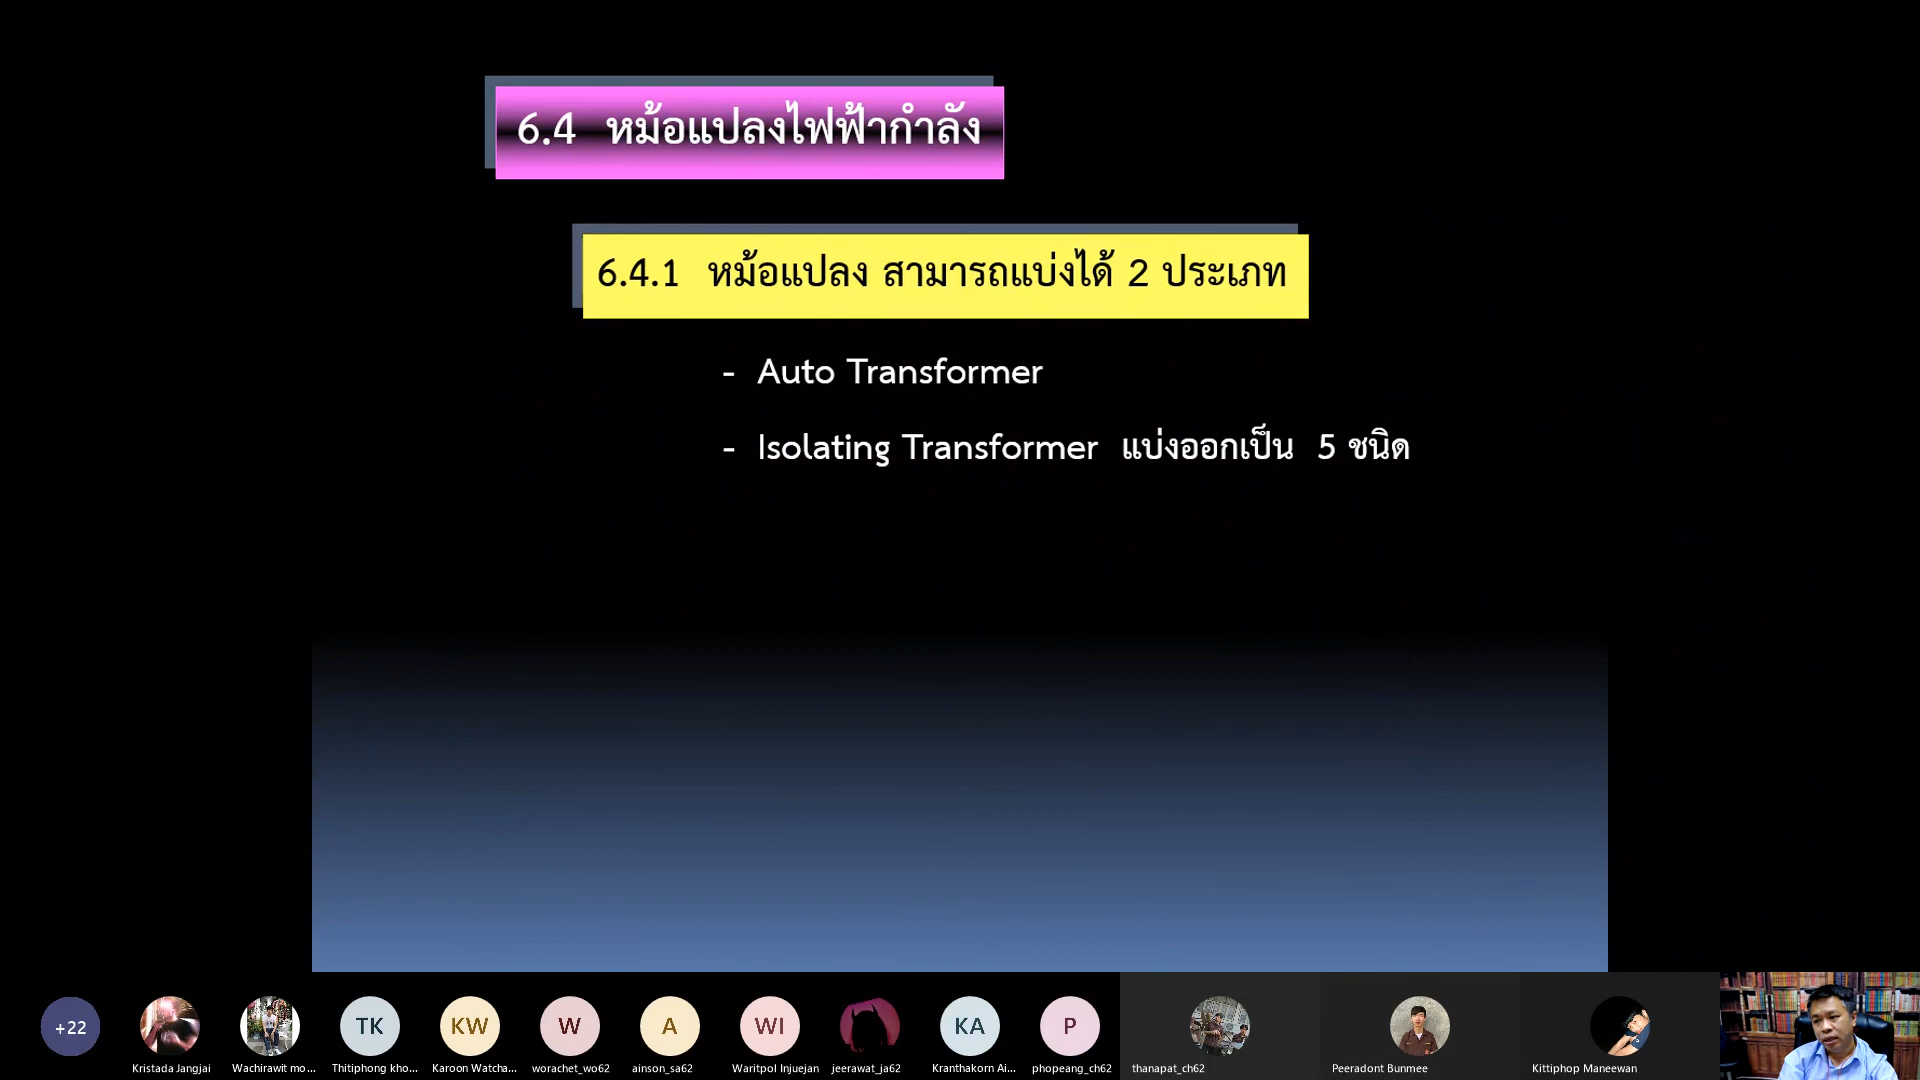 6.4 หม้อแปลงไฟฟ้ากำลัง
6.4.1 หม้อแปลง สามารถแบ่งได้ 2 ประเภท
- Auto Transformer
- Isolating Transformer แบ่งออกเป็น 5 ชนิด
+22
TK
KW
W
A
WI
KA
P
Kristada Jangjai
Wachirawit mo...
Thitiphong kho...
Karoon Watcha...
worachet_wo62
ainson_sa62
Waritpol Injuejan
jeerawat_ja62
Kranthakorn Ai...
phopeang_ch62
thanapat_ch62
Peeradont Bunmee
Kittiphop Maneewan